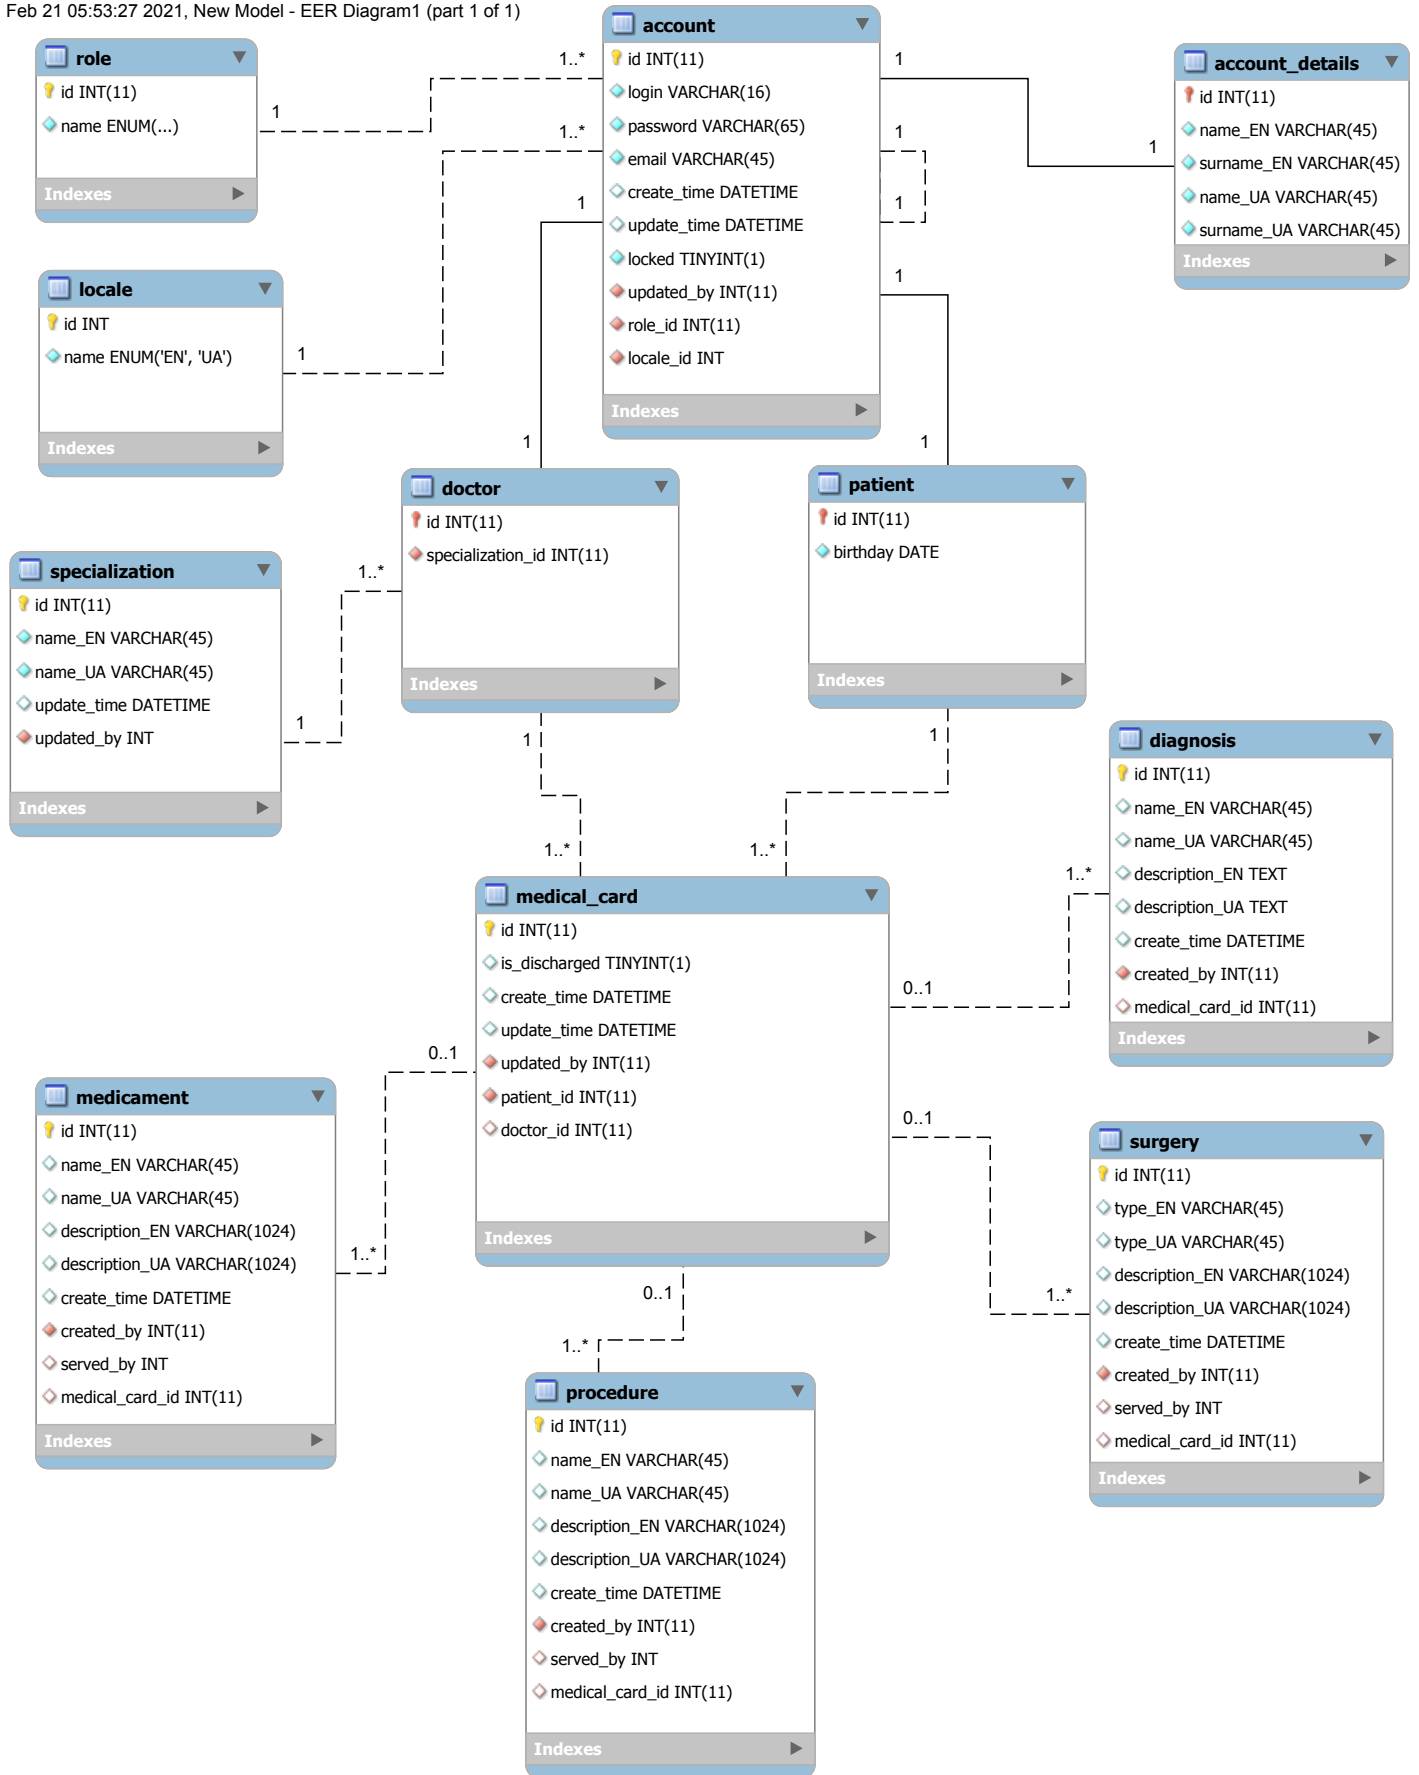 Feb 21 05:53:27 2021, New Model - EER Diagram1 (part 1 of 1)
role
id INT(11)
name ENUM(...)
Indexes
1
1..*
account
id INT(11)
login VARCHAR(16)
password VARCHAR(65)
email VARCHAR(45)
create_time DATETIME
update_time DATETIME
locked TINYINT(1)
updated_by INT(11)
role_id INT(11)
locale_id INT
Indexes
1
1
account_details
id INT(11)
name_EN VARCHAR(45)
surname_EN VARCHAR(45)
name_UA VARCHAR(45)
surname_UA VARCHAR(45)
Indexes
1..*
1
1
1
1
locale
id INT
name ENUM('EN', 'UA')
Indexes
1
1
1
doctor
id INT(11)
specialization_id INT(11)
Indexes
patient
id INT(11)
birthday DATE
Indexes
specialization
id INT(11)
name_EN VARCHAR(45)
name_UA VARCHAR(45)
update_time DATETIME
updated_by INT
Indexes
1..*
1
1
1
1..*
1..*
diagnosis
id INT(11)
name_EN VARCHAR(45)
name_UA VARCHAR(45)
description_EN TEXT
description_UA TEXT
create_time DATETIME
created_by INT(11)
medical_card_id INT(11)
Indexes
1..*
0..1
medical_card
id INT(11)
is_discharged TINYINT(1)
create_time DATETIME
update_time DATETIME
updated_by INT(11)
patient_id INT(11)
doctor_id INT(11)
Indexes
0..1
0..1
medicament
id INT(11)
name_EN VARCHAR(45)
name_UA VARCHAR(45)
description_EN VARCHAR(1024)
description_UA VARCHAR(1024)
create_time DATETIME
created_by INT(11)
served_by INT
medical_card_id INT(11)
Indexes
1..*
surgery
id INT(11)
type_EN VARCHAR(45)
type_UA VARCHAR(45)
description_EN VARCHAR(1024)
description_UA VARCHAR(1024)
create_time DATETIME
created_by INT(11)
served_by INT
medical_card_id INT(11)
Indexes
1..*
0..1
1..*
procedure
id INT(11)
name_EN VARCHAR(45)
name_UA VARCHAR(45)
description_EN VARCHAR(1024)
description_UA VARCHAR(1024)
create_time DATETIME
created_by INT(11)
served_by INT
medical_card_id INT(11)
Indexes